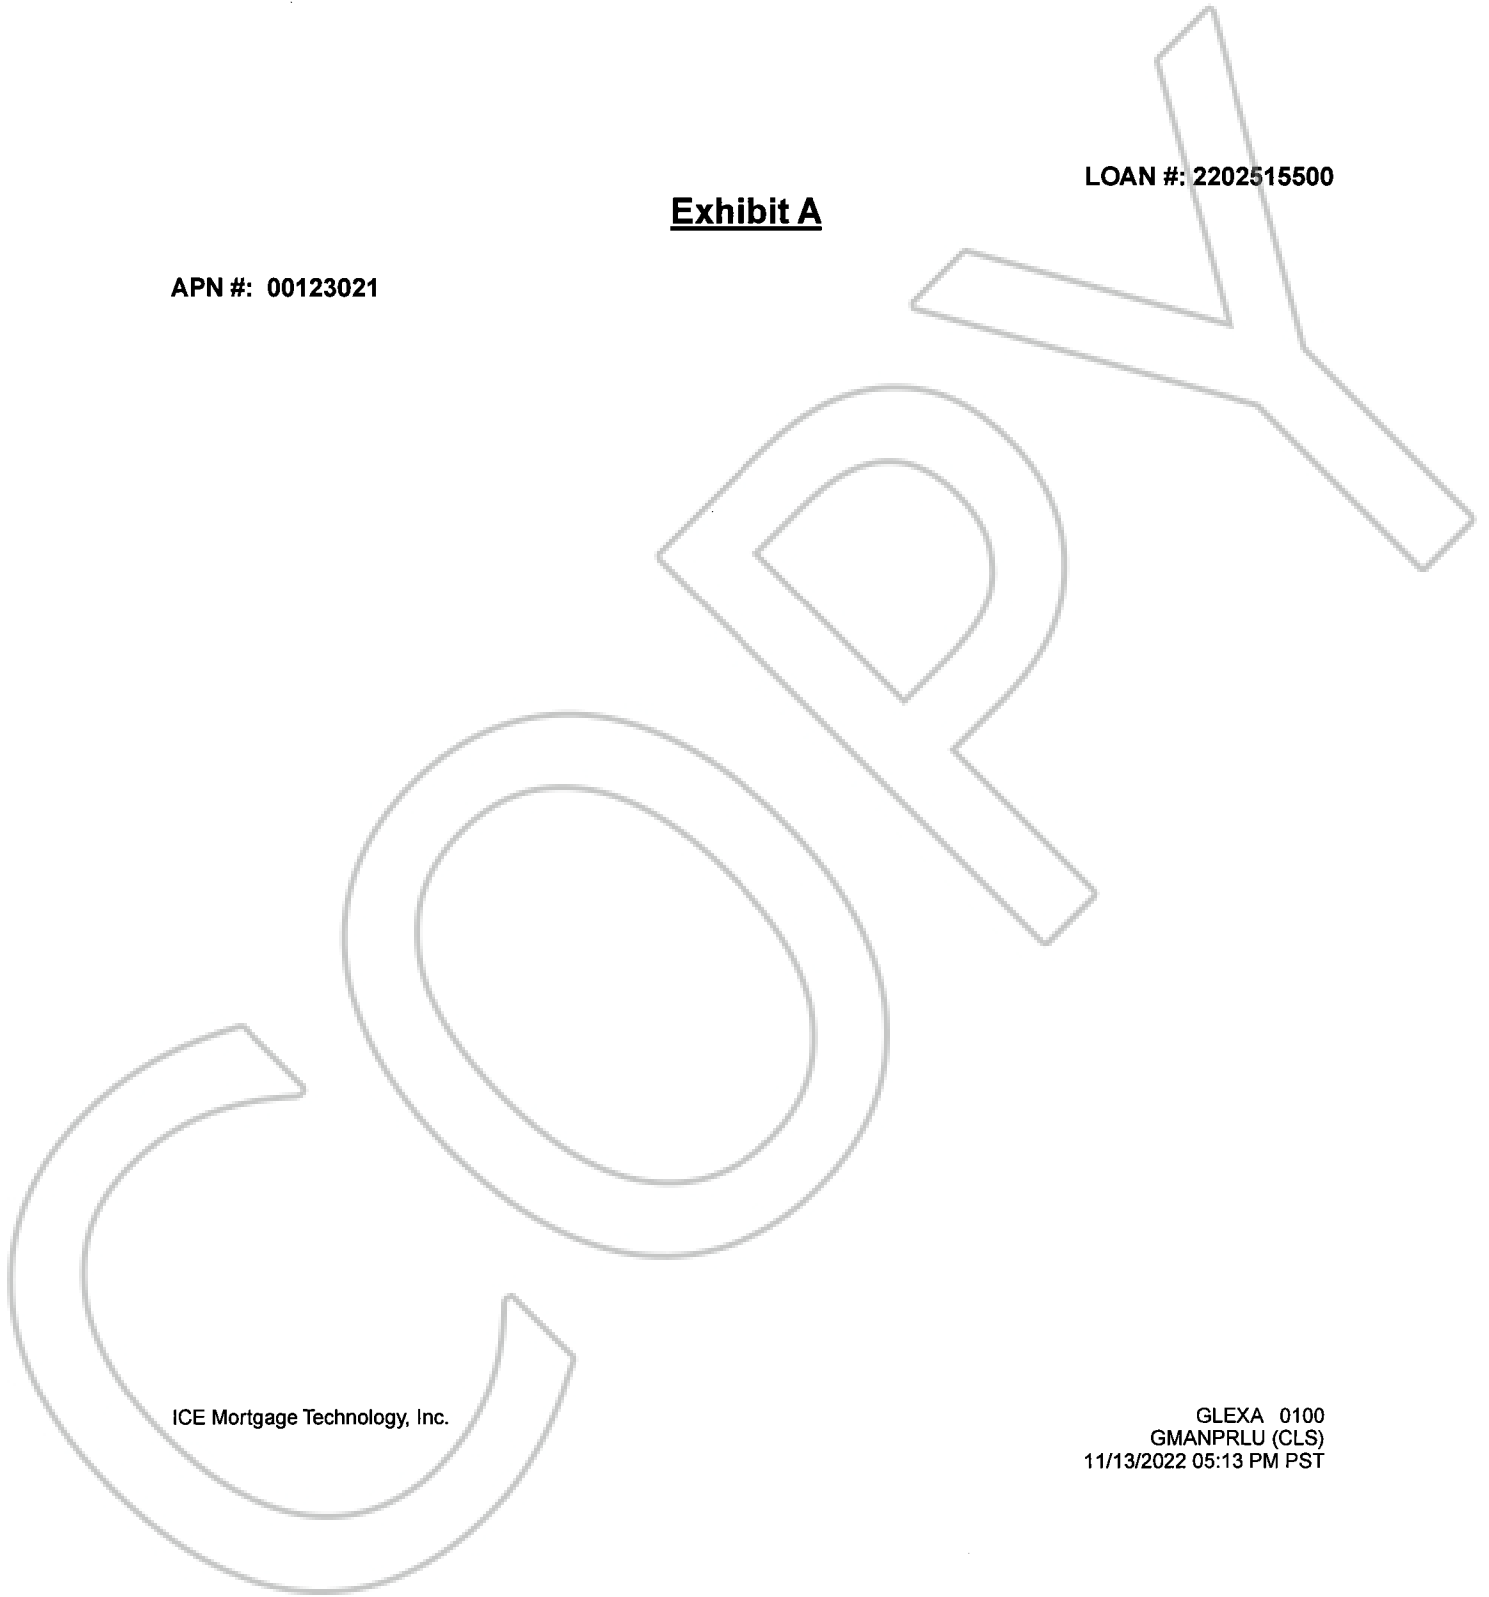 LOAN #: 2202515500
Exhibit A
APN #: 00123021
COPY
ICE Mortgage Technology, Inc.
GLEXA 0100
GMANPRLU (CLS)
11/13/2022 05:13 PM PST